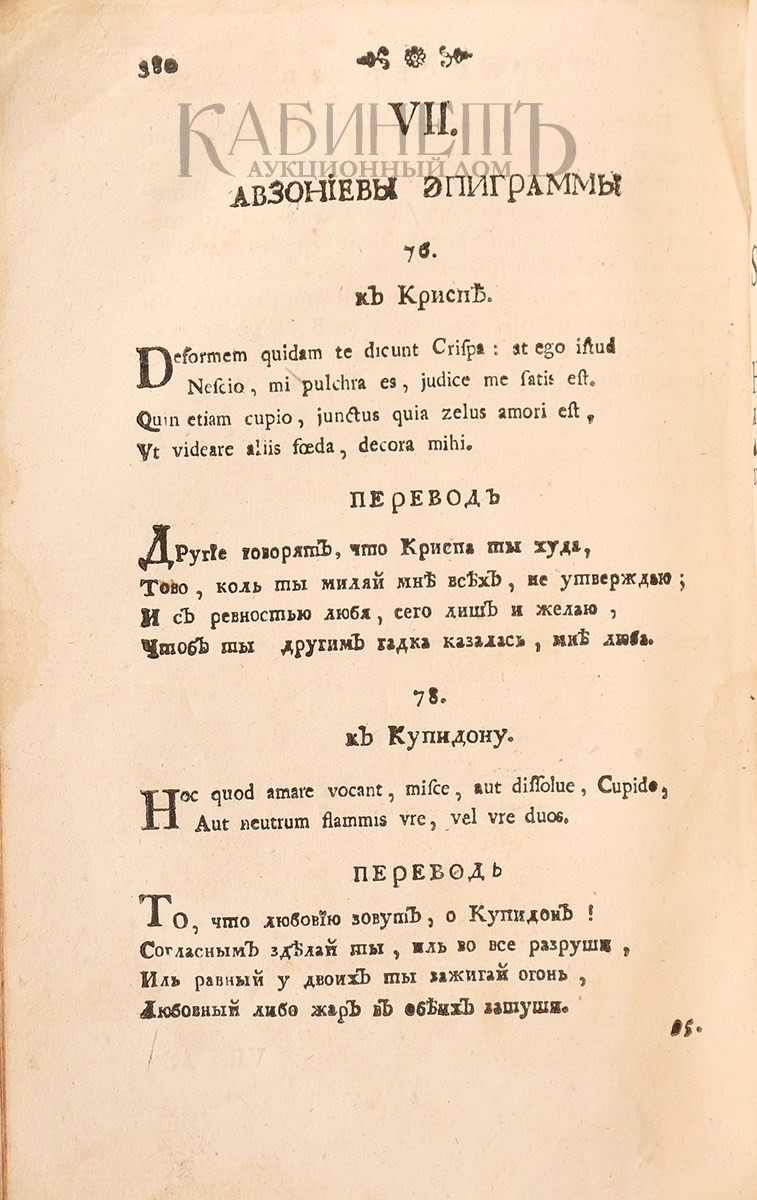 380
КАБИНЕТЪ
АУКЦИОННЫЙ ДОМ
VII.
АВЗОНІЕВЫ ЭПИГРАММЫ
76.
къ Криспѣ.
Deformem quidam te dicunt Criſpa : at ego iſtud
Neſcio , mi pulchra es , judice me ſatis eſt.
Quin etiam cupio , junctus quia zelus amori eſt ,
Vt videare aliis fœda , decora mihi.
ПЕРЕВОДЪ
Другіе говорятъ, что Криспа ты худа,
Тово , коль ты миляй мнѣ всѣхъ , не утверждаю ;
И съ ревностью любя , сего лишъ и желаю ,
Чтобъ ты другимъ гадка казалась , мнѣ люба.
78.
къ Купидону.
Hoc quod amare vocant , miſce , aut diſſolue , Cupido ,
Aut neutrum flammis vre , vel vre duos.
ПЕРЕВОДЪ
То , что любовїю зовутъ , о Купидонъ !
Согласнымъ здѣлай ты , иль во все разруши ,
Иль равный у двоихъ ты зажигай огонь ,
Любовный либо жаръ въ обѣихъ затуши.
95.